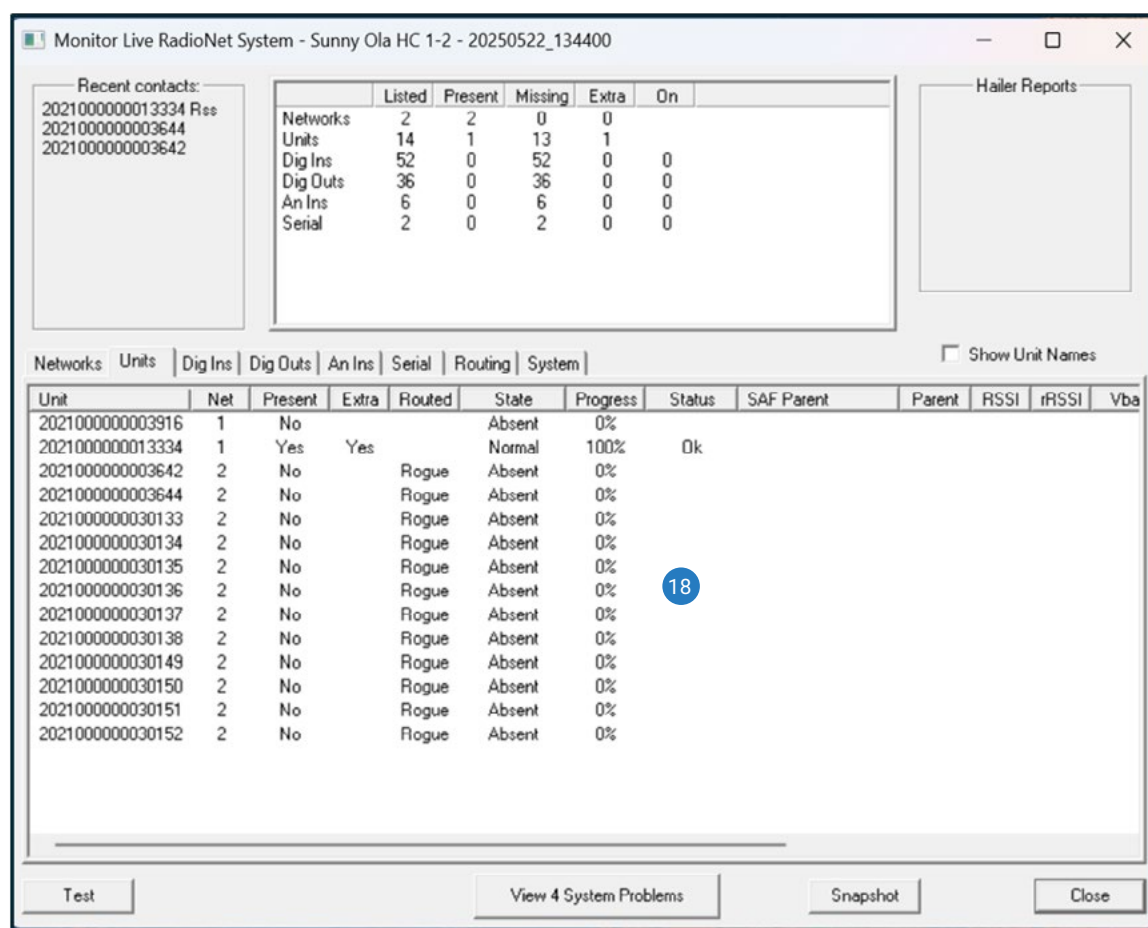 Monitor Live RadioNet System - Sunny Ola HC 1-2 - 20250522_134400
Recent contacts:
2021000000013334 Rss
2021000000003644
2021000000003642
Listed Present Missing Extra On
Networks 2 2 0 0
Units 14 1 13 1
Dig Ins 52 0 52 0 0
Dig Outs 36 0 36 0 0
An Ins 6 0 6 0 0
Serial 2 0 2 0 0
Hailer Reports
Show Unit Names
Networks Units Dig Ins Dig Outs An Ins Serial Routing System
Unit Net Present Extra Routed State Progress Status SAF Parent Parent RSSI rRSSI Vba
2021000000003916 1 No Absent 0%
2021000000013334 1 Yes Yes Normal 100% Ok
2021000000003642 2 No Rogue Absent 0%
2021000000003644 2 No Rogue Absent 0%
2021000000030133 2 No Rogue Absent 0%
2021000000030134 2 No Rogue Absent 0%
2021000000030135 2 No Rogue Absent 0%
2021000000030136 2 No Rogue Absent 0%
18
2021000000030137 2 No Rogue Absent 0%
2021000000030138 2 No Rogue Absent 0%
2021000000030149 2 No Rogue Absent 0%
2021000000030150 2 No Rogue Absent 0%
2021000000030151 2 No Rogue Absent 0%
2021000000030152 2 No Rogue Absent 0%
Test View 4 System Problems Snapshot Close